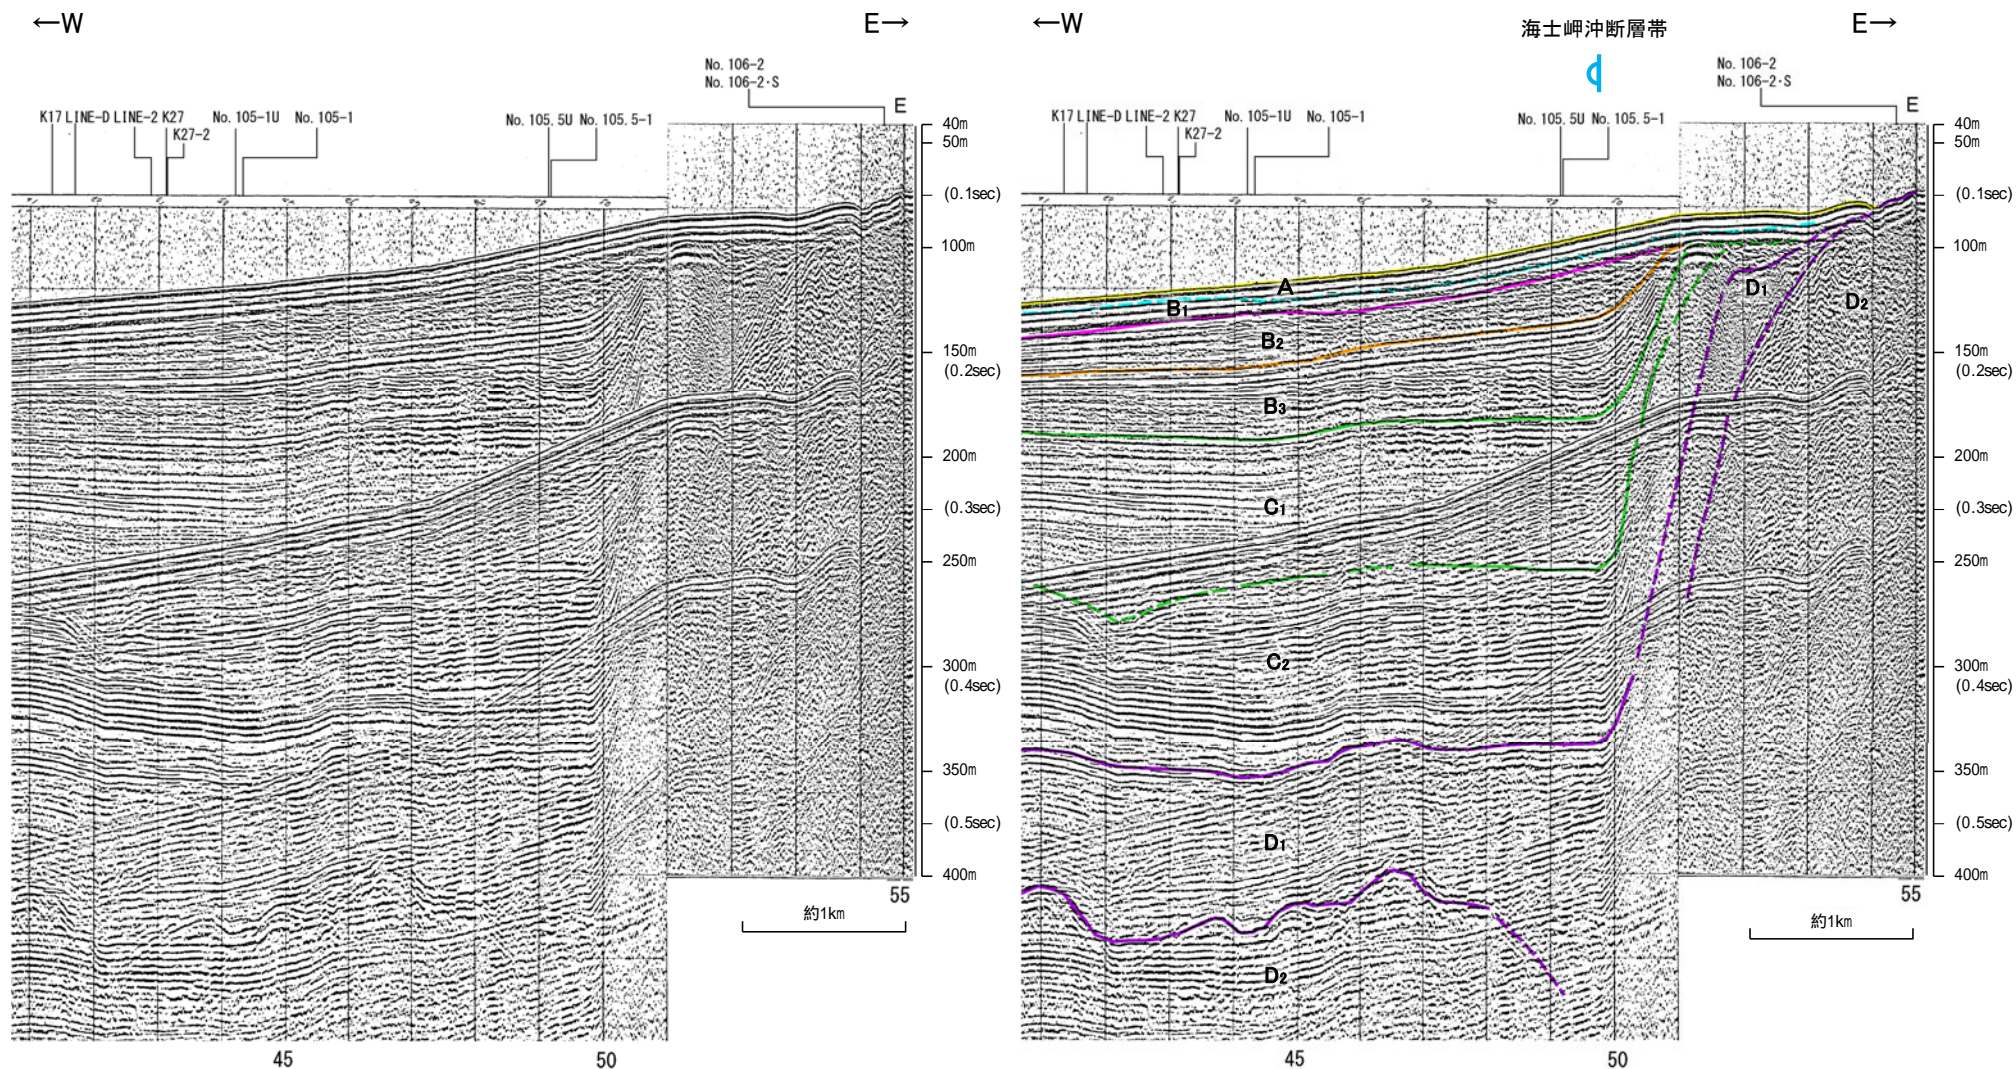 ←W
E→
No. 106-2
No. 106-2·S
K17 LINE-D LINE-2 K27
K27-2
No. 105-1U
No. 105-1
No. 105.5U
No. 105.5-1
E
40m
50m
(0.1sec)
100m
150m
(0.2sec)
200m
(0.3sec)
250m
300m
(0.4sec)
350m
(0.5sec)
400m
45
50
55
約1km
←W
海士岬沖断層帯
E→
No. 106-2
No. 106-2·S
K17 LINE-D LINE-2 K27
K27-2
No. 105-1U
No. 105-1
No. 105.5U
No. 105.5-1
E
40m
50m
(0.1sec)
100m
150m
(0.2sec)
200m
(0.3sec)
250m
300m
(0.4sec)
350m
(0.5sec)
400m
A
B1
B2
B3
C1
C2
D1
D2
D1
D2
45
50
55
約1km